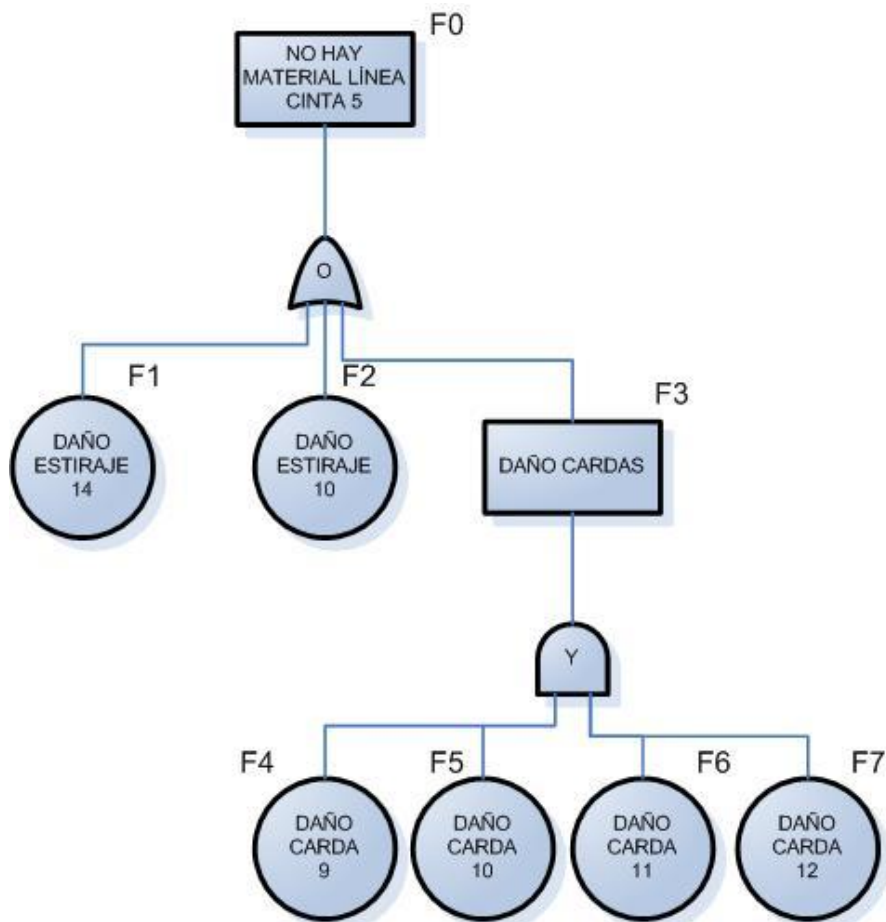 F0
NO HAY
MATERIAL LÍNEA
CINTA 5
O
F1
F2
F3
DAÑO
ESTIRAJE
14
DAÑO
ESTIRAJE
10
DAÑO CARDAS
Y
F4
F5
F6
F7
DAÑO
CARDA
9
DAÑO
CARDA
10
DAÑO
CARDA
11
DAÑO
CARDA
12